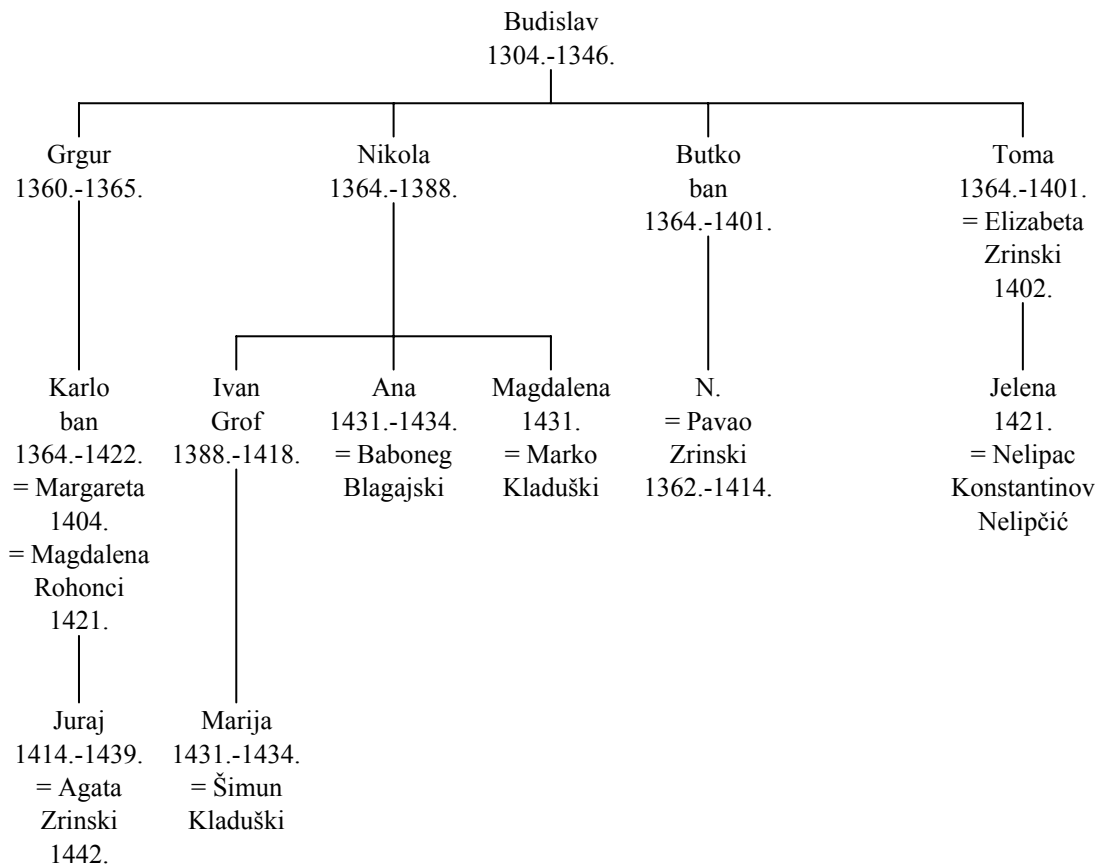 Budislav
1304.-1346.
Grgur
1360.-1365.
Nikola
1364.-1388.
Butko
ban
1364.-1401.
Toma
1364.-1401.
= Elizabeta
Zrinski
1402.
Karlo
ban
1364.-1422.
= Margareta
1404.
= Magdalena
Rohonci
1421.
Ivan
Grof
1388.-1418.
Ana
1431.-1434.
= Baboneg
Blagajski
Magdalena
1431.
= Marko
Kladuški
N.
= Pavao
Zrinski
1362.-1414.
Jelena
1421.
= Nelipac
Konstantinov
Nelipčić
Juraj
1414.-1439.
= Agata
Zrinski
1442.
Marija
1431.-1434.
= Šimun
Kladuški